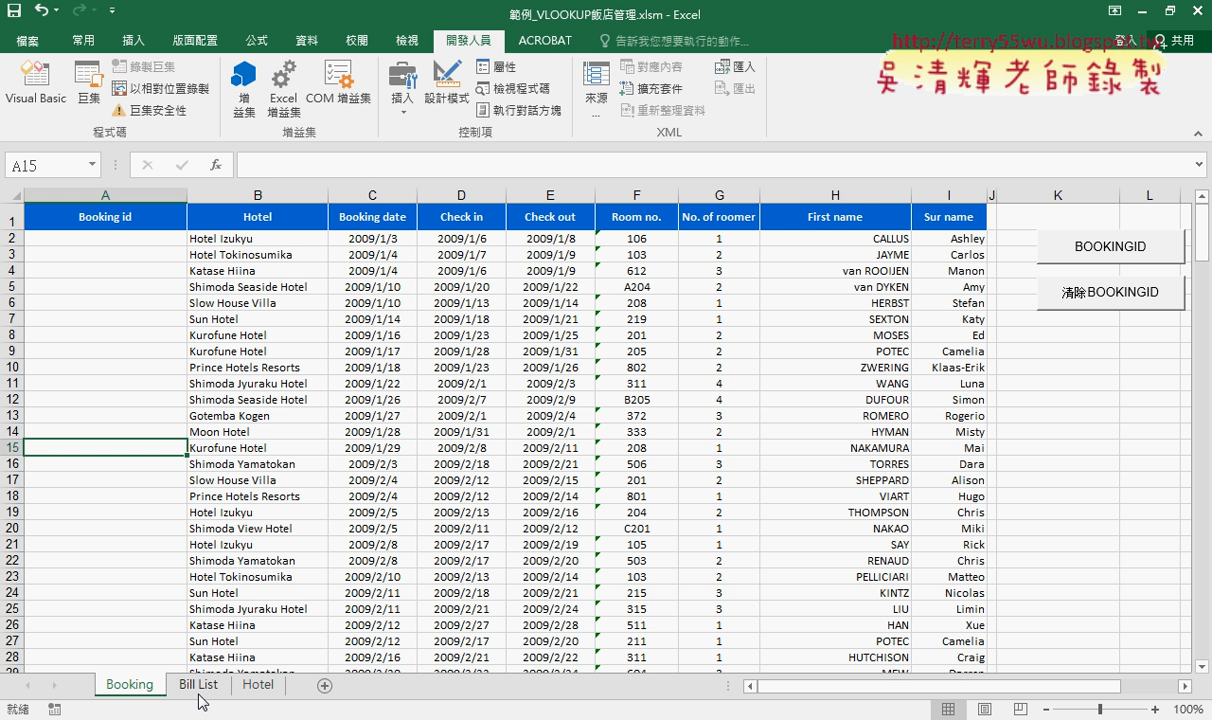 範例_VLOOKUP飯店管理.xlsm - Excel
檔案 常用 插入 版面配置 公式 資料 校閱 檢視 開發人員 ACROBAT 告訴我您想要執行的動作... 登入 共用
http://terry55wu.blogspot.tw
吳清輝老師錄製
Visual Basic 巨集 錄製巨集 以相對位置錄製 巨集安全性 程式碼
增益集 Excel 增益集 COM 增益集 增益集
插入 設計模式 屬性 檢視程式碼 執行對話方塊 控制項
來源... 對應內容 擴充套件 重新整理資料 匯入 匯出 XML
A15 fx
A B C D E F G H I J K L
1 Booking id Hotel Booking date Check in Check out Room no. No. of roomer First name Sur name
2 Hotel Izukyu 2009/1/3 2009/1/6 2009/1/8 106 1 CALLUS Ashley
BOOKINGID
3 Hotel Tokinosumika 2009/1/4 2009/1/7 2009/1/9 103 2 JAYME Carlos
4 Katase Hiina 2009/1/4 2009/1/6 2009/1/9 612 3 van ROOIJEN Manon
5 Shimoda Seaside Hotel 2009/1/10 2009/1/20 2009/1/22 A204 2 van DYKEN Amy
清除BOOKINGID
6 Slow House Villa 2009/1/10 2009/1/13 2009/1/14 208 1 HERBST Stefan
7 Sun Hotel 2009/1/14 2009/1/18 2009/1/21 219 1 SEXTON Katy
8 Kurofune Hotel 2009/1/16 2009/1/23 2009/1/25 201 2 MOSES Ed
9 Kurofune Hotel 2009/1/17 2009/1/28 2009/1/31 205 2 POTEC Camelia
10 Prince Hotels Resorts 2009/1/18 2009/1/23 2009/1/26 802 2 ZWERING Klaas-Erik
11 Shimoda Jyuraku Hotel 2009/1/22 2009/2/1 2009/2/3 311 4 WANG Luna
12 Shimoda Seaside Hotel 2009/1/26 2009/2/7 2009/2/9 B205 4 DUFOUR Simon
13 Gotemba Kogen 2009/1/27 2009/2/1 2009/2/4 372 3 ROMERO Rogerio
14 Moon Hotel 2009/1/28 2009/1/31 2009/2/1 333 2 HYMAN Misty
15 Kurofune Hotel 2009/1/29 2009/2/8 2009/2/11 208 1 NAKAMURA Mai
16 Shimoda Yamatokan 2009/2/3 2009/2/18 2009/2/21 506 3 TORRES Dara
17 Slow House Villa 2009/2/4 2009/2/12 2009/2/15 201 2 SHEPPARD Alison
18 Prince Hotels Resorts 2009/2/4 2009/2/12 2009/2/14 801 1 VIART Hugo
19 Hotel Izukyu 2009/2/5 2009/2/13 2009/2/16 204 2 THOMPSON Chris
20 Shimoda View Hotel 2009/2/5 2009/2/11 2009/2/12 C201 1 NAKAO Miki
21 Hotel Izukyu 2009/2/8 2009/2/17 2009/2/19 105 1 SAY Rick
22 Shimoda Yamatokan 2009/2/8 2009/2/17 2009/2/20 503 2 RENAUD Chris
23 Hotel Tokinosumika 2009/2/10 2009/2/13 2009/2/14 103 2 PELLICIARI Matteo
24 Sun Hotel 2009/2/11 2009/2/18 2009/2/21 215 3 KINTZ Nicolas
25 Shimoda Jyuraku Hotel 2009/2/11 2009/2/21 2009/2/24 315 3 LIU Limin
26 Katase Hiina 2009/2/12 2009/2/27 2009/2/28 511 1 HAN Xue
27 Sun Hotel 2009/2/12 2009/2/17 2009/2/20 211 1 POTEC Camelia
28 Katase Hiina 2009/2/16 2009/2/21 2009/2/22 311 1 HUTCHISON Craig
Booking Bill List Hotel
就緒 100%